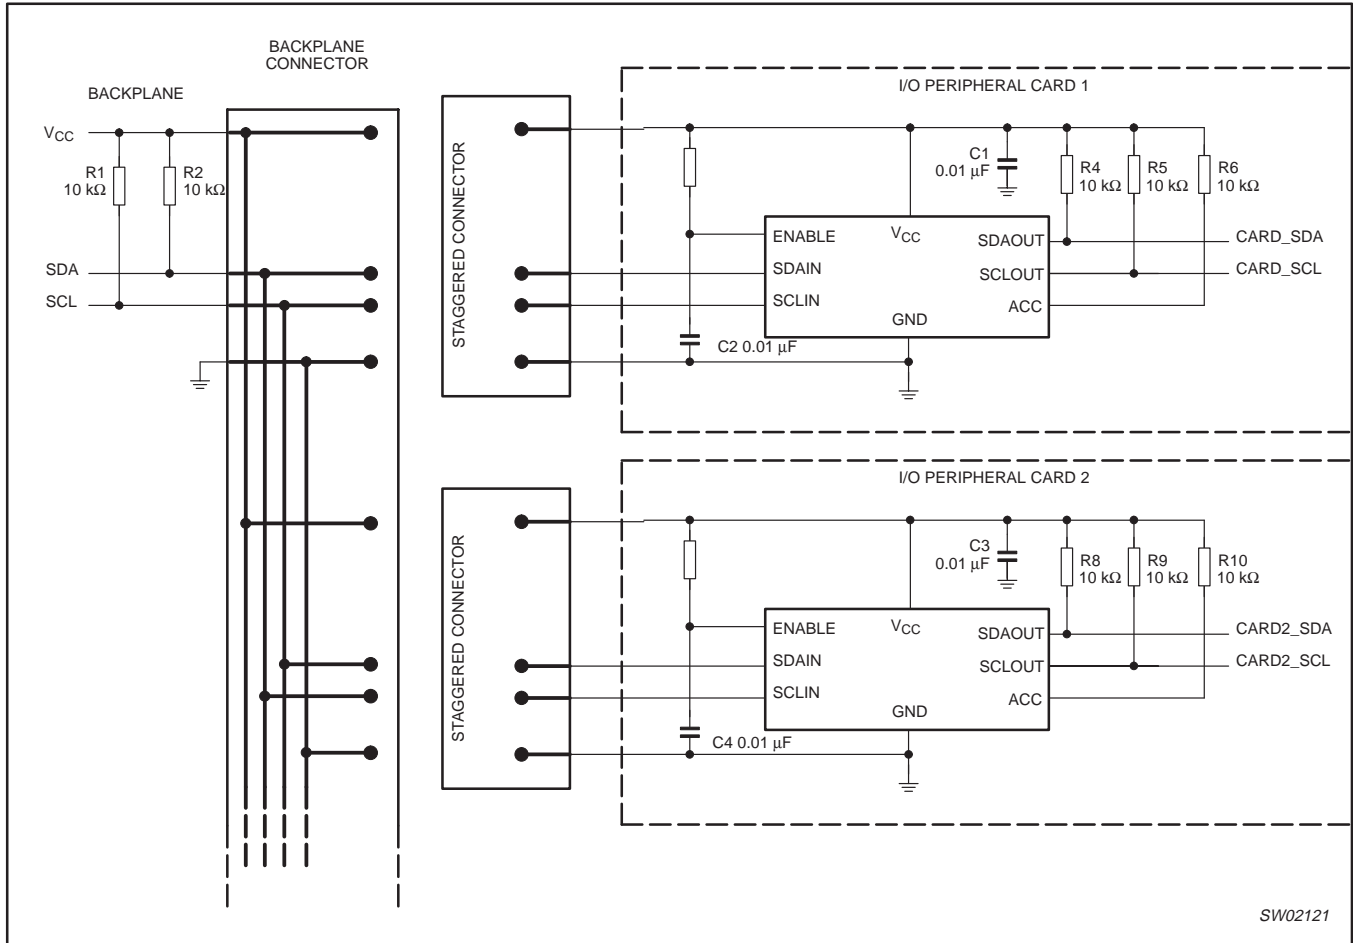 BACKPLANE
CONNECTOR
BACKPLANE
VCC
R1
10 kΩ
R2
10 kΩ
SDA
SCL
STAGGERED CONNECTOR
I/O PERIPHERAL CARD 1
C1
0.01 μF
R4
10 kΩ
R5
10 kΩ
R6
10 kΩ
ENABLE
VCC
SDAOUT
CARD_SDA
SDAIN
SCLOUT
CARD_SCL
SCLIN
ACC
GND
C2 0.01 μF
STAGGERED CONNECTOR
I/O PERIPHERAL CARD 2
C3
0.01 μF
R8
10 kΩ
R9
10 kΩ
R10
10 kΩ
ENABLE
VCC
SDAOUT
CARD2_SDA
SDAIN
SCLOUT
CARD2_SCL
SCLIN
ACC
GND
C4 0.01 μF
SW02121